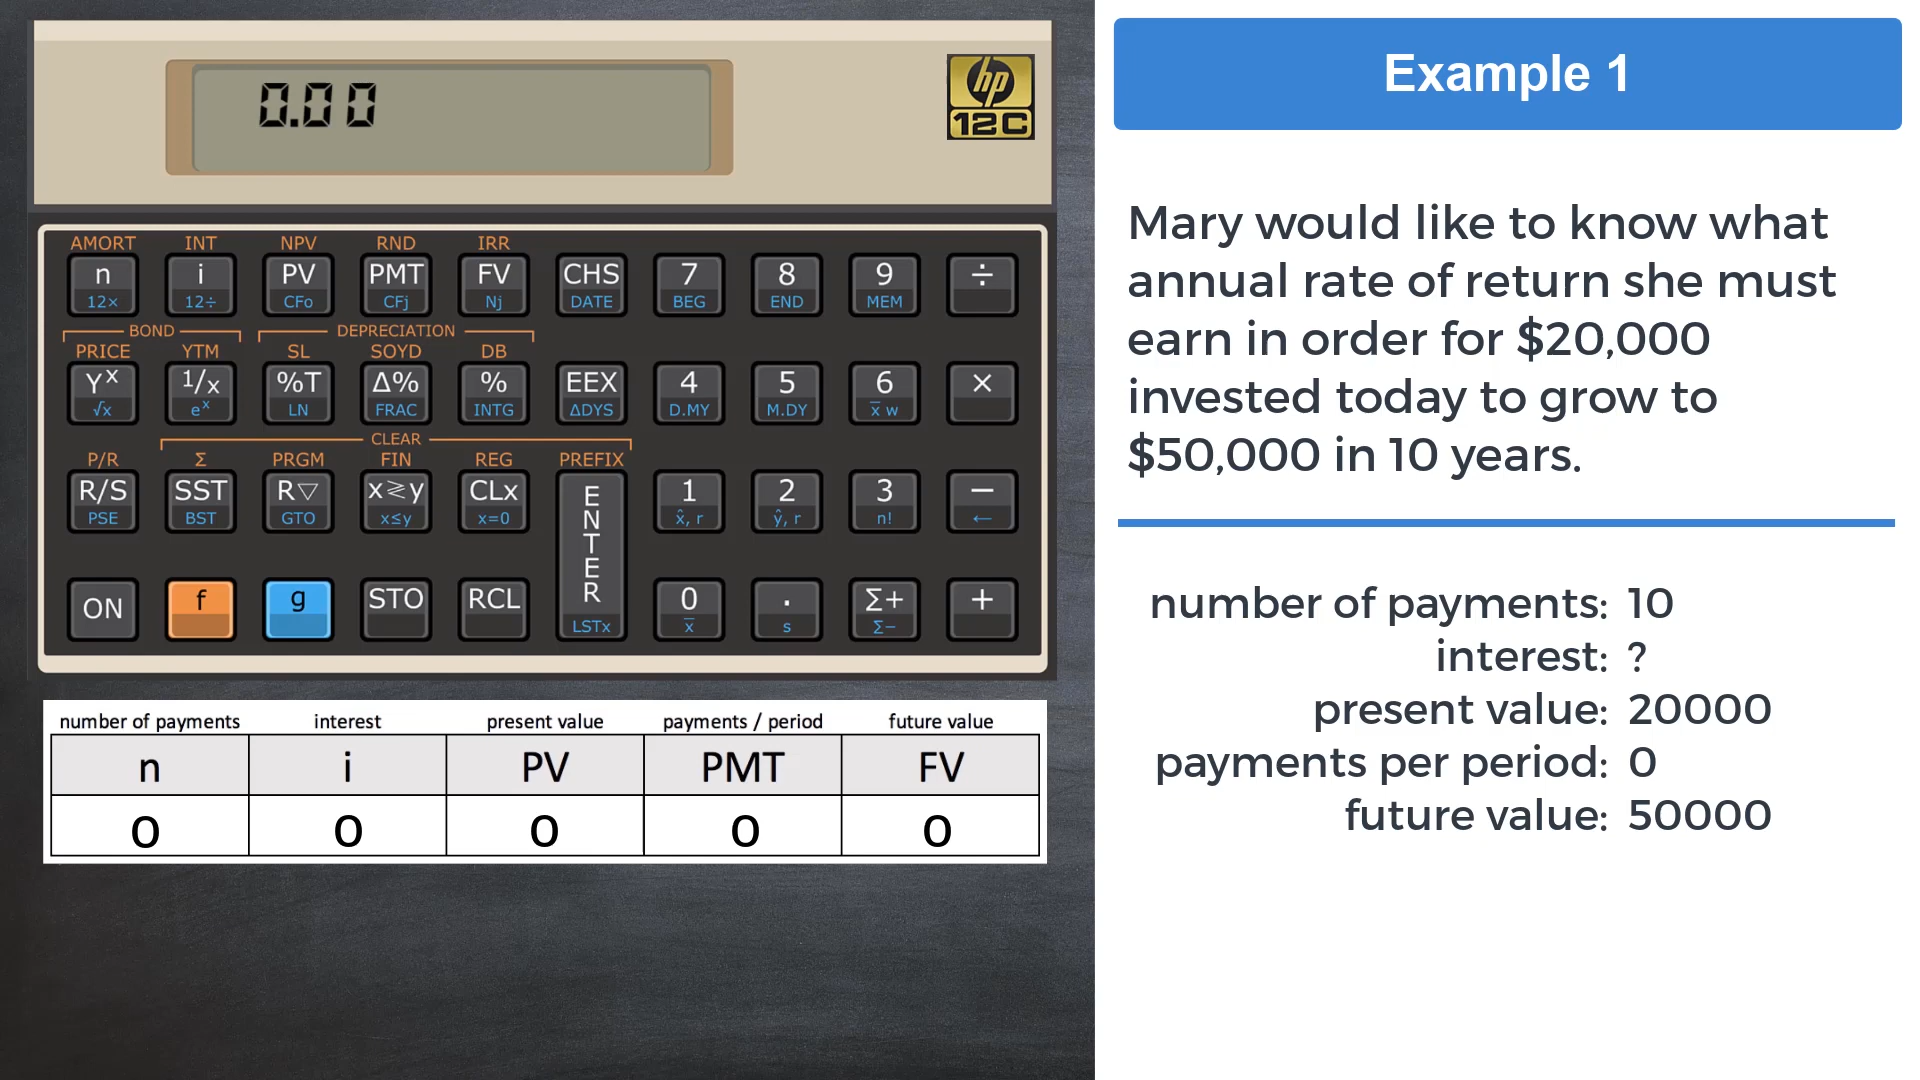 0.00
hp
12C
AMORT INT NPV RND IRR
n i PV PMT FV CHS 7 8 9 ÷
12× 12÷ CFo CFj Nj DATE BEG END MEM
BOND DEPRECIATION
PRICE YTM SL SOYD DB
Yˣ 1/x %T Δ% % EEX 4 5 6 ×
√x eˣ LN FRAC INTG ΔDYS D.MY M.DY x̅ w
CLEAR
P/R Σ PRGM FIN REG PREFIX
R/S SST R▽ x≷y CLx ENTER 1 2 3 −
PSE BST GTO x≤y x=0 x̂, r ŷ, r n! ←
ON f g STO RCL 0 . Σ+ +
LSTx x̅ s Σ−
number of payments interest present value payments / period future value
n i PV PMT FV
0 0 0 0 0
Example 1
Mary would like to know what
annual rate of return she must
earn in order for $20,000
invested today to grow to
$50,000 in 10 years.
number of payments: 10
interest: ?
present value: 20000
payments per period: 0
future value: 50000